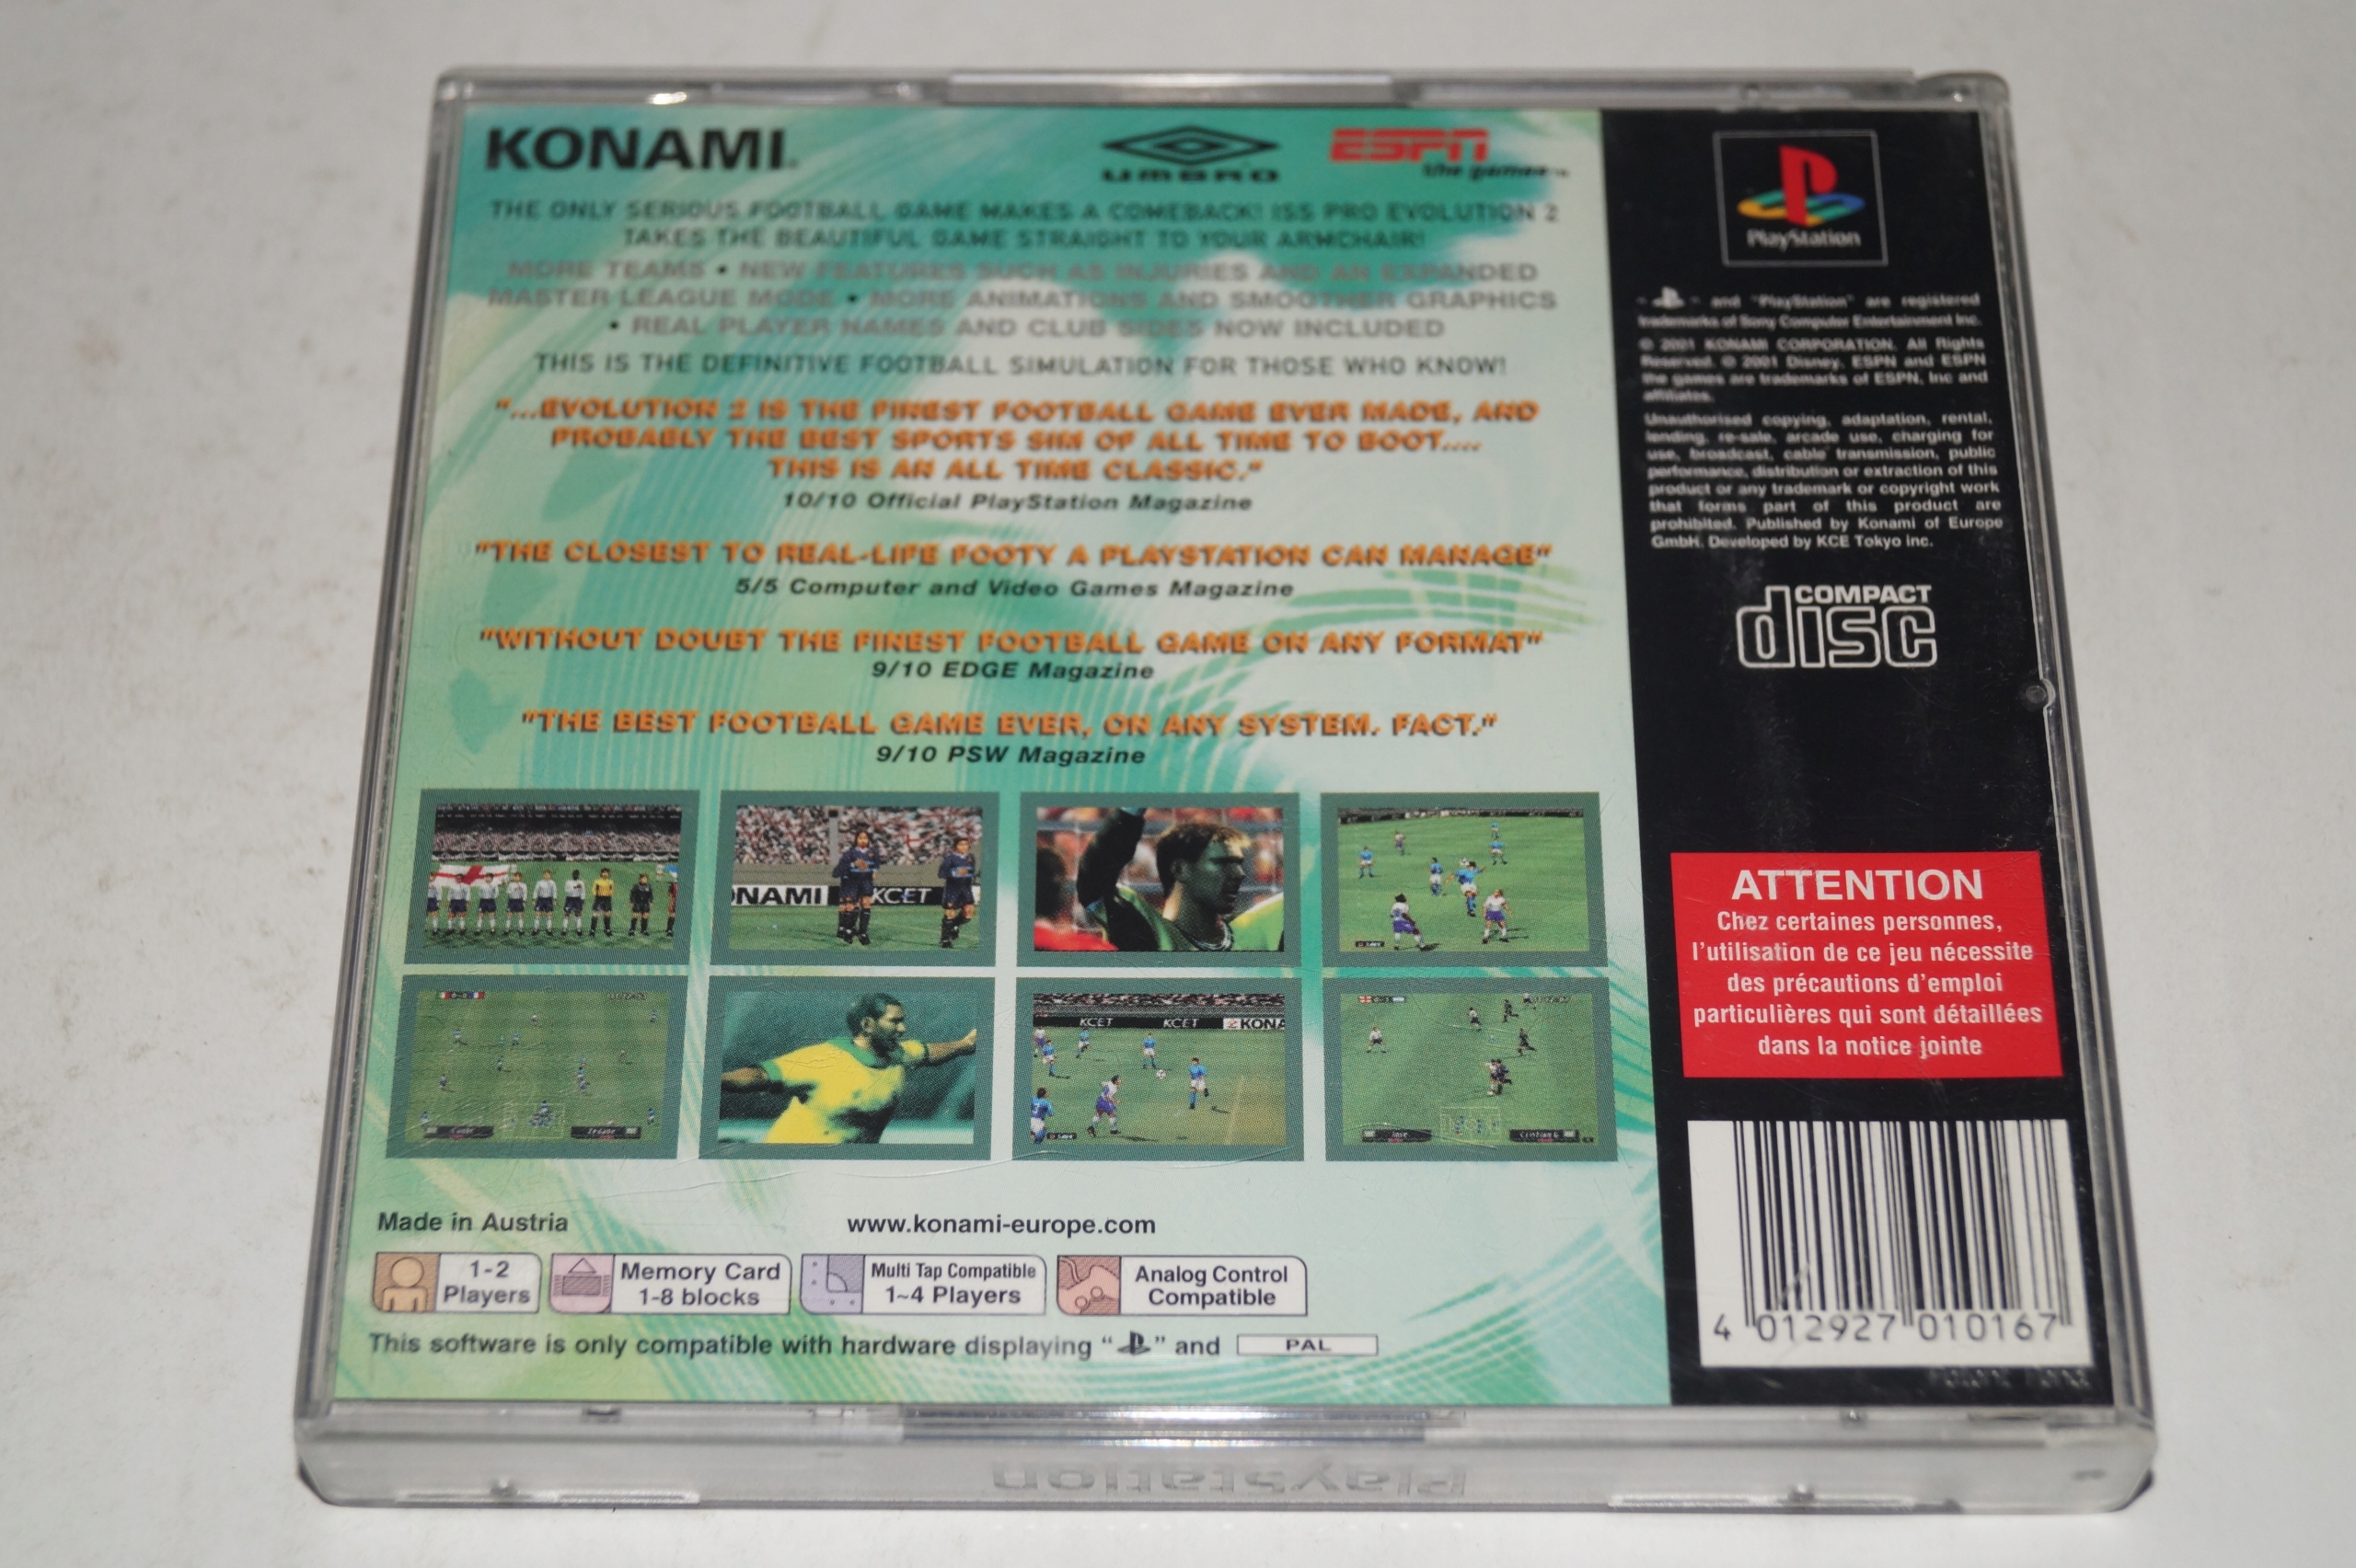 KONAMI
umbro
ESPN
the games
THE ONLY SERIOUS FOOTBALL GAME MAKES A COMEBACK! ISS PRO EVOLUTION 2
TAKES THE BEAUTIFUL GAME STRAIGHT TO YOUR ARMCHAIR!
MORE TEAMS • NEW FEATURES SUCH AS INJURIES AND AN EXPANDED
MASTER LEAGUE MODE • MORE ANIMATIONS AND SMOOTHER GRAPHICS
• REAL PLAYER NAMES AND CLUB SIDES NOW INCLUDED
THIS IS THE DEFINITIVE FOOTBALL SIMULATION FOR THOSE WHO KNOW!
"...EVOLUTION 2 IS THE FINEST FOOTBALL GAME EVER MADE, AND
PROBABLY THE BEST SPORTS SIM OF ALL TIME TO BOOT....
THIS IS AN ALL TIME CLASSIC."
10/10 Official PlayStation Magazine
"THE CLOSEST TO REAL-LIFE FOOTY A PLAYSTATION CAN MANAGE"
5/5 Computer and Video Games Magazine
"WITHOUT DOUBT THE FINEST FOOTBALL GAME ON ANY FORMAT"
9/10 EDGE Magazine
"THE BEST FOOTBALL GAME EVER, ON ANY SYSTEM. FACT."
9/10 PSW Magazine
ONAMI KCET
KCET KCET KONA
Made in Austria
www.konami-europe.com
1-2
Players
Memory Card
1-8 blocks
Multi Tap Compatible
1~4 Players
Analog Control
Compatible
This software is only compatible with hardware displaying " " and PAL
PlayStation
" " and "PlayStation" are registered
trademarks of Sony Computer Entertainment Inc.
© 2001 KONAMI CORPORATION. All Rights
Reserved. © 2001 Disney. ESPN and ESPN
the games are trademarks of ESPN, Inc and
affiliates.
Unauthorised copying, adaptation, rental,
lending, re-sale, arcade use, charging for
use, broadcast, cable transmission, public
performance, distribution or extraction of this
product or any trademark or copyright work
that forms part of this product are
prohibited. Published by Konami of Europe
GmbH. Developed by KCE Tokyo inc.
COMPACT
disc
ATTENTION
Chez certaines personnes,
l'utilisation de ce jeu nécessite
des précautions d'emploi
particulières qui sont détaillées
dans la notice jointe
4 012927 010167
PlayStation